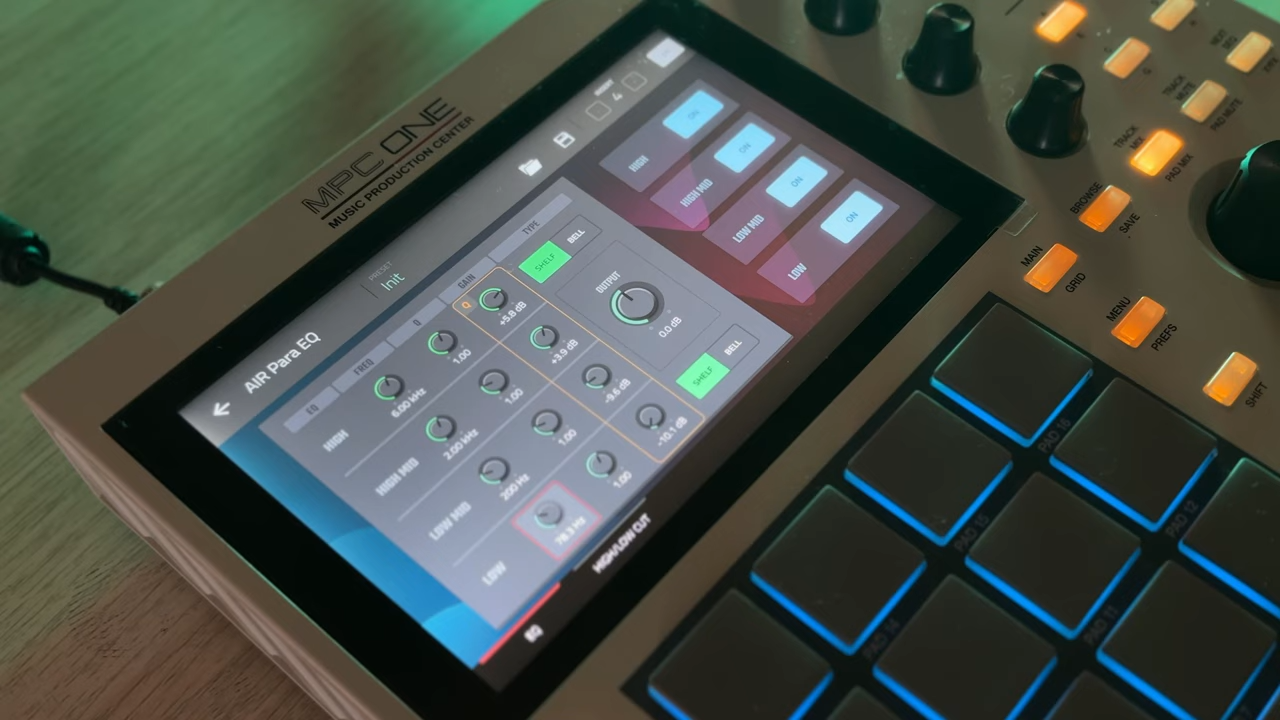 MPC ONE
MUSIC PRODUCTION CENTER
AIR Para EQ
PRESET
Init
4
EQ
FREQ
Q
GAIN
TYPE
HIGH
6.00 kHz
1.00
Q
+5.8 dB
SHELF
BELL
HIGH MID
2.00 kHz
1.00
+3.9 dB
LOW MID
200 Hz
1.00
-9.6 dB
LOW
78.3 Hz
1.00
-10.1 dB
SHELF
BELL
OUTPUT
0.0 dB
HIGH
ON
HIGH MID
ON
LOW MID
ON
LOW
ON
EQ
HIGH/LOW CUT
TRACK MUTE
PAD MUTE
TRACK MIX
PAD MIX
BROWSE
SAVE
MAIN
GRID
MENU
PREFS
SHIFT
PAD 16
PAD 15
PAD 12
PAD 14
PAD 11